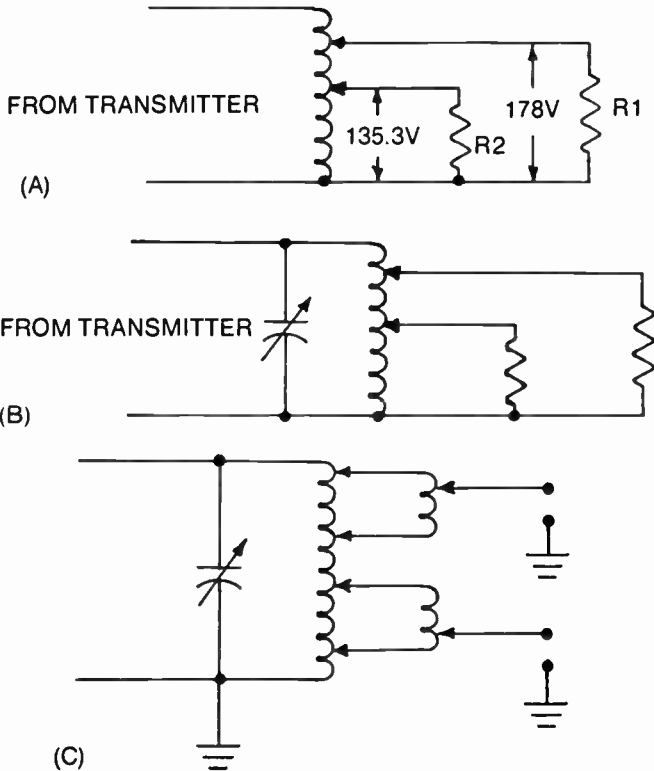 FROM TRANSMITTER
135.3V
R2
178V
R1
(A)
FROM TRANSMITTER
(B)
(C)